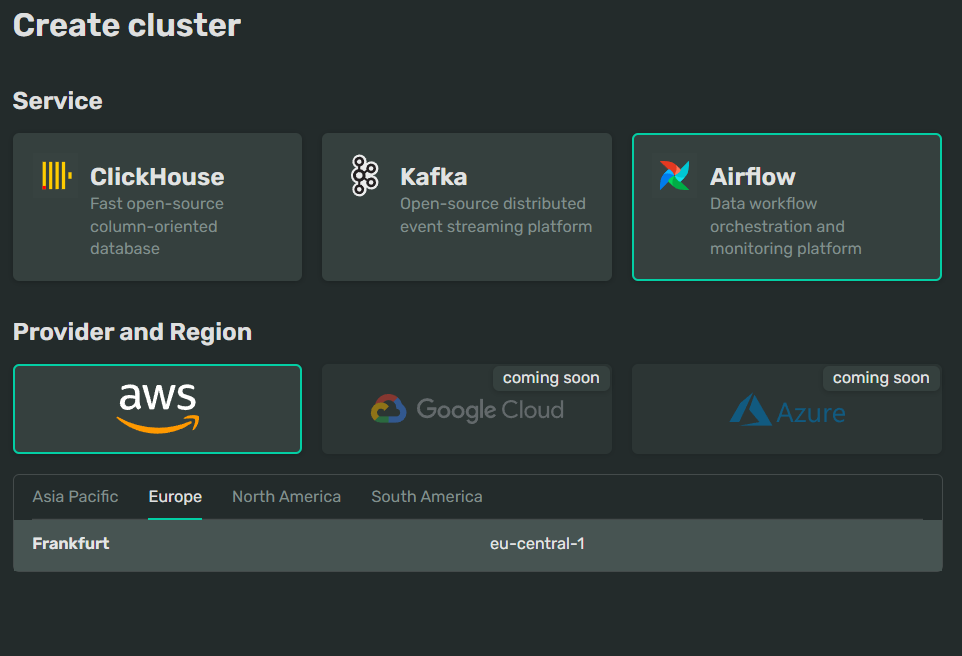 Create cluster
Service
ClickHouse
Fast open-source
column-oriented
database
Kafka
Open-source distributed
event streaming platform
Airflow
Data workflow
orchestration and
monitoring platform
Provider and Region
aws
coming soon
Google Cloud
coming soon
Azure
Asia Pacific Europe North America South America
Frankfurt eu-central-1